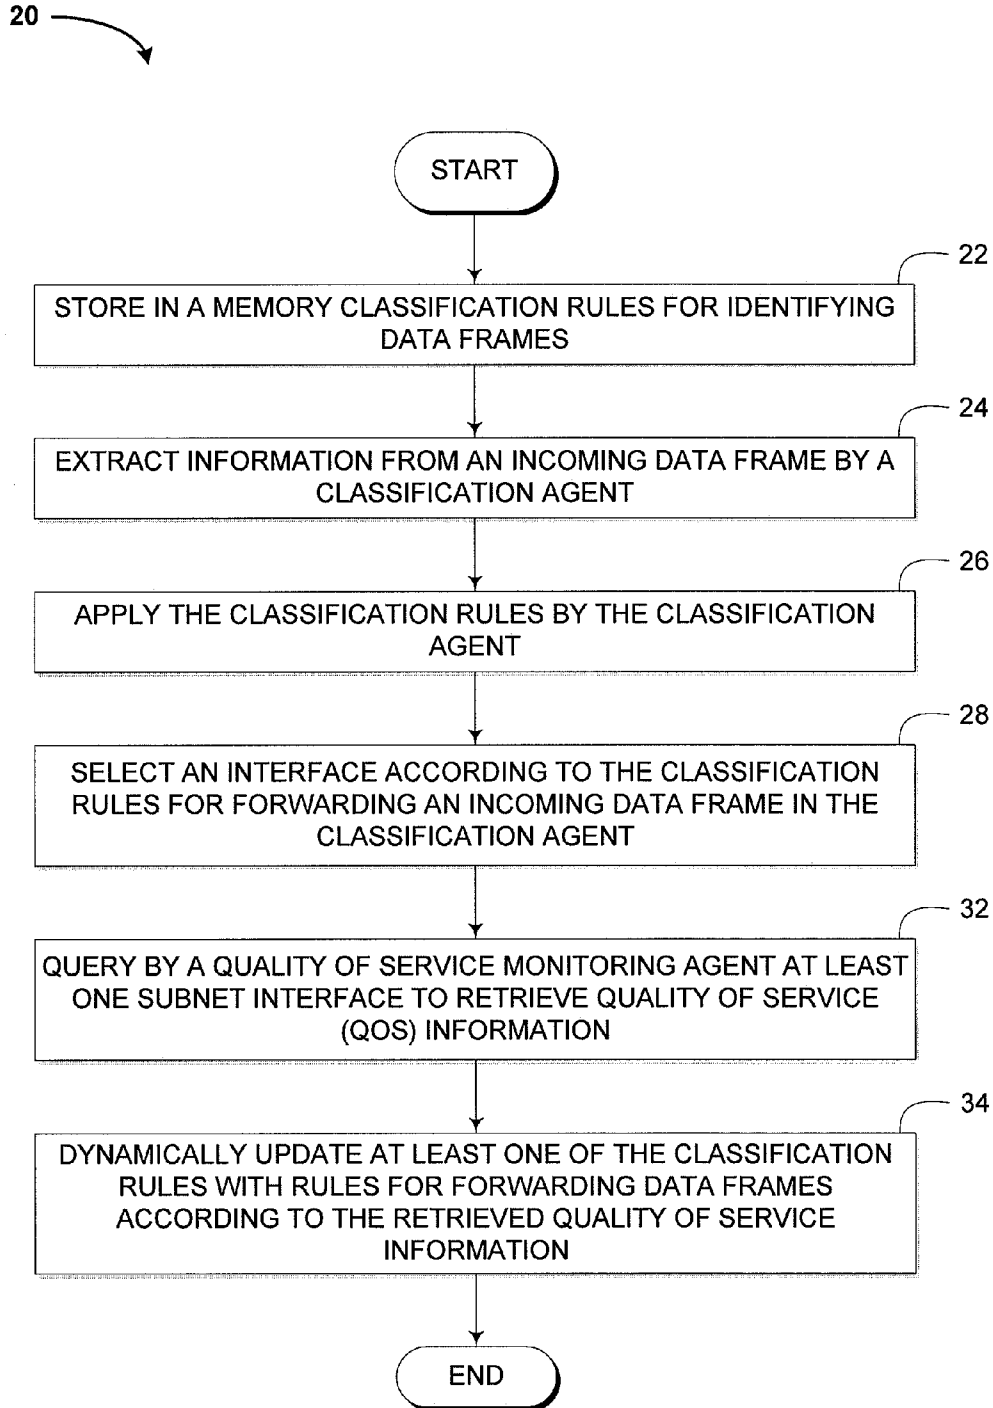 20
START
22
STORE IN A MEMORY CLASSIFICATION RULES FOR IDENTIFYING
DATA FRAMES
24
EXTRACT INFORMATION FROM AN INCOMING DATA FRAME BY A
CLASSIFICATION AGENT
26
APPLY THE CLASSIFICATION RULES BY THE CLASSIFICATION
AGENT
28
SELECT AN INTERFACE ACCORDING TO THE CLASSIFICATION
RULES FOR FORWARDING AN INCOMING DATA FRAME IN THE
CLASSIFICATION AGENT
32
QUERY BY A QUALITY OF SERVICE MONITORING AGENT AT LEAST
ONE SUBNET INTERFACE TO RETRIEVE QUALITY OF SERVICE
(QOS) INFORMATION
34
DYNAMICALLY UPDATE AT LEAST ONE OF THE CLASSIFICATION
RULES WITH RULES FOR FORWARDING DATA FRAMES
ACCORDING TO THE RETRIEVED QUALITY OF SERVICE
INFORMATION
END